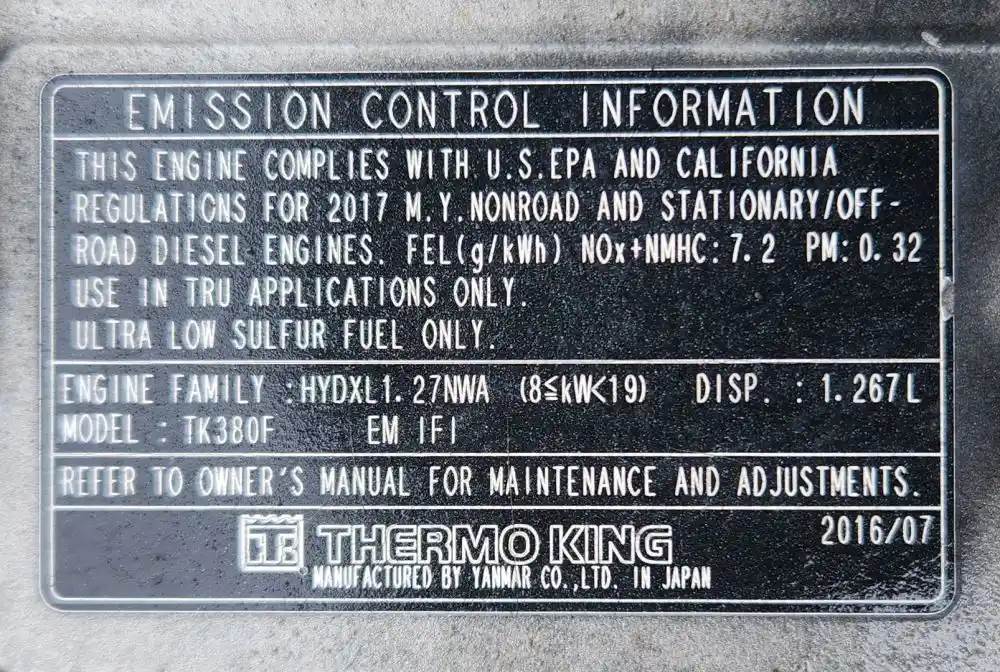 EMISSION CONTROL INFORMATION
THIS ENGINE COMPLIES WITH U.S.EPA AND CALIFORNIA
REGULATIONS FOR 2017 M.Y.NONROAD AND STATIONARY/OFF-
ROAD DIESEL ENGINES. FEL(g/kWh) NOx+NMHC:7.2 PM:0.32
USE IN TRU APPLICATIONS ONLY.
ULTRA LOW SULFUR FUEL ONLY.
ENGINE FAMILY :HYDXL1.27NWA (8≦kW<19) DISP. : 1.267L
MODEL : TK380F EM IFI
REFER TO OWNER'S MANUAL FOR MAINTENANCE AND ADJUSTMENTS.
2016/07
TK THERMO KING
MANUFACTURED BY YANMAR CO.,LTD. IN JAPAN